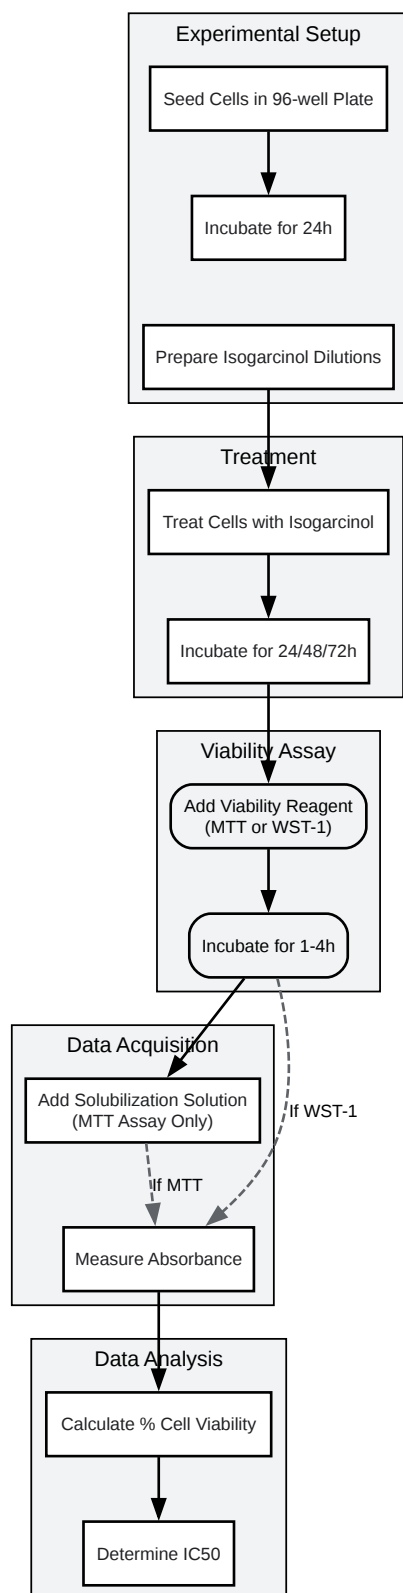 Experimental Setup
Seed Cells in 96-well Plate
Incubate for 24h
Prepare Isogarcinol Dilutions
Treatment
Treat Cells with Isogarcinol
Incubate for 24/48/72h
Viability Assay
Add Viability Reagent
(MTT or WST-1)
Incubate for 1-4h
Data Acquisition
Add Solubilization Solution
(MTT Assay Only)
If WST-1
If MTT
Measure Absorbance
Data Analysis
Calculate % Cell Viability
Determine IC50